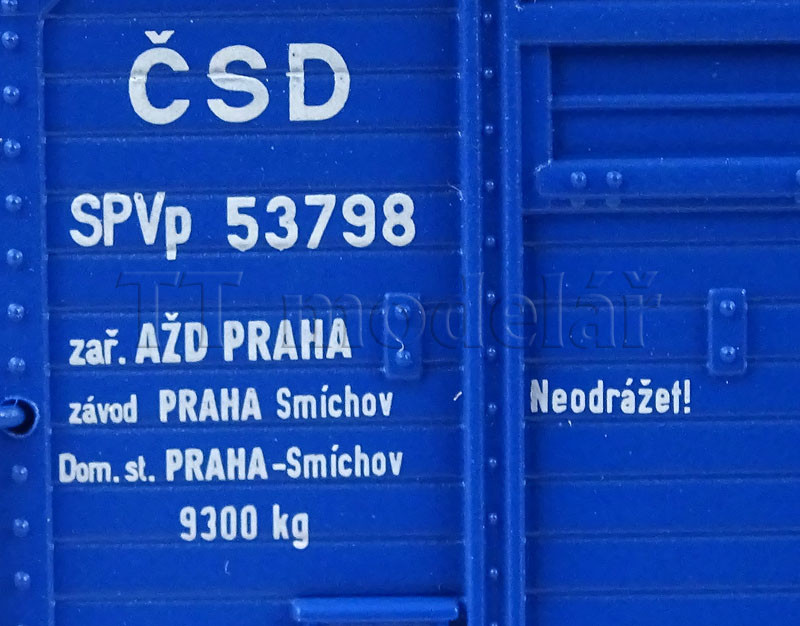 ČSD
SPVp 53798
TT modelář
zař. AŽD PRAHA
závod PRAHA Smíchov
Neodrážet!
Dom. st. PRAHA-Smíchov
9300 kg